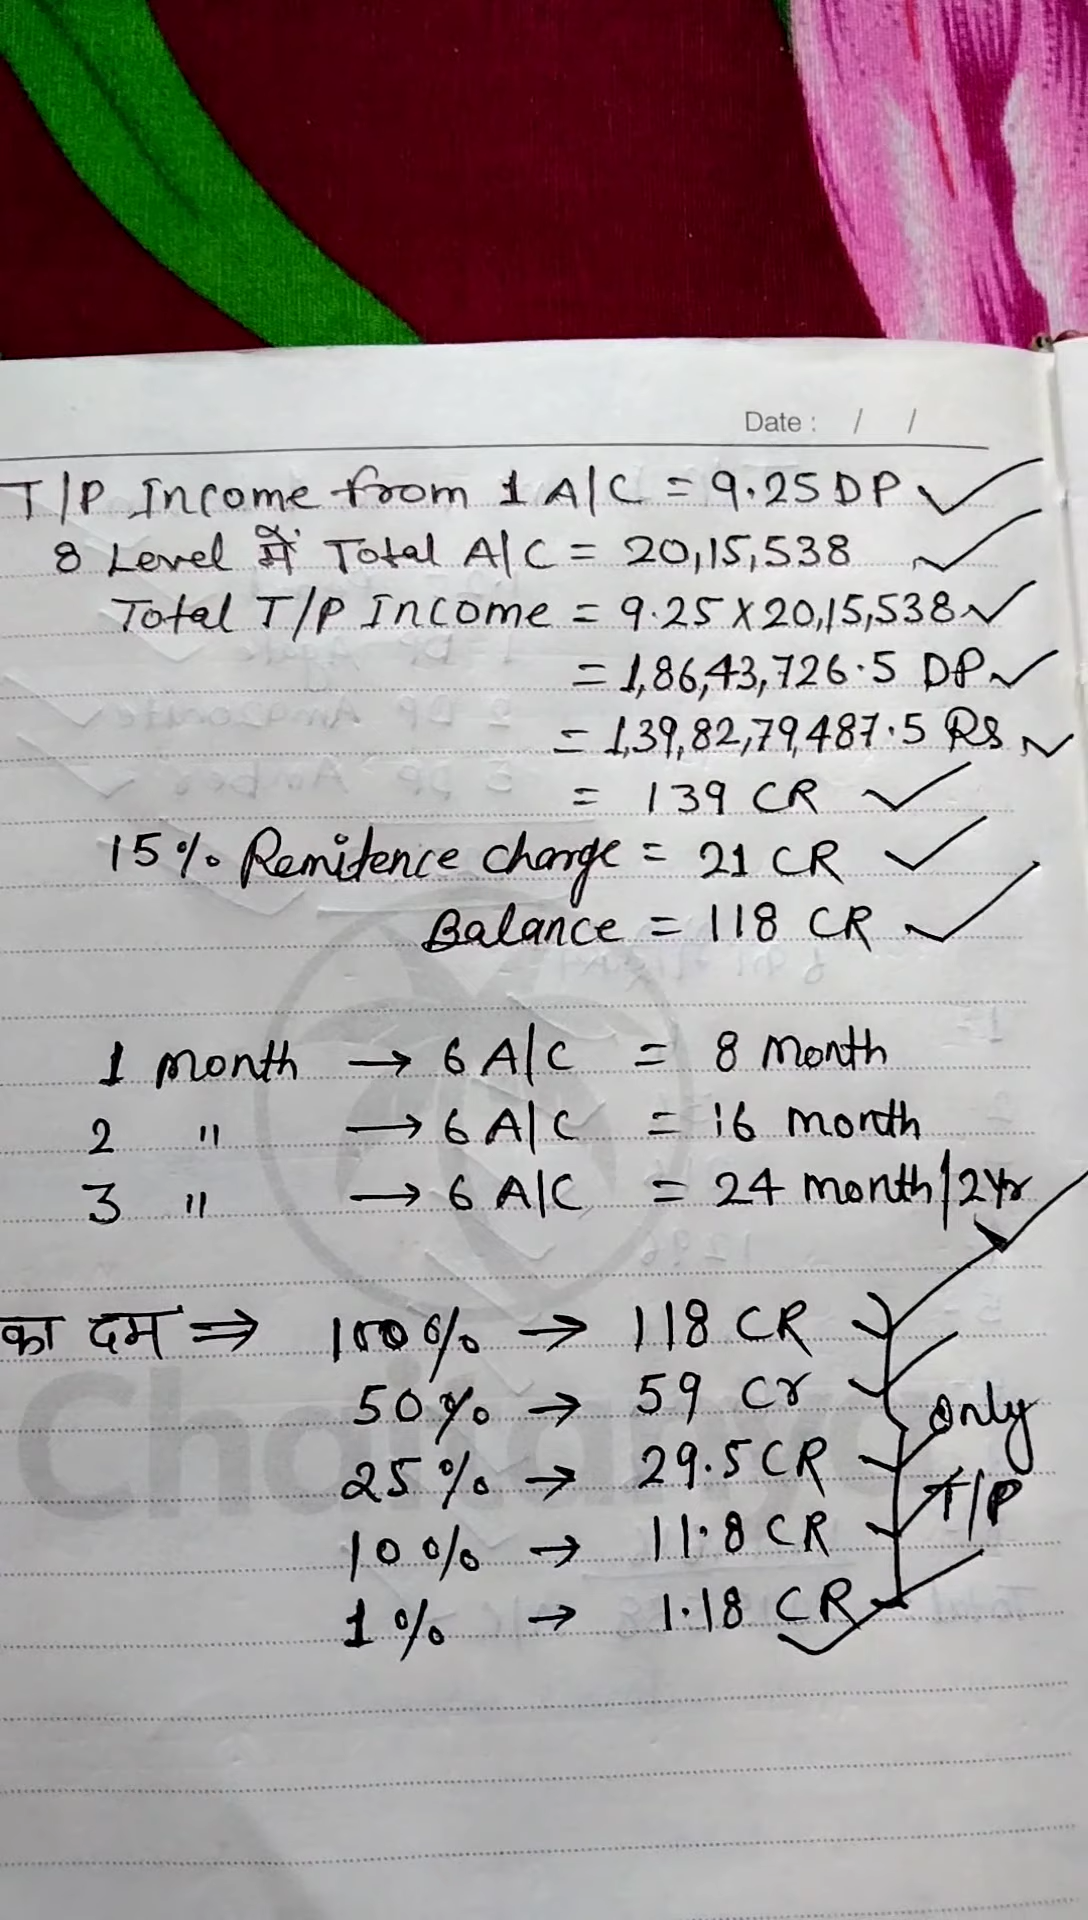 Date : / /
T/P Income from 1 A/C = 9.25 DP
8 Level में Total A/C = 20,15,538
Total T/P Income = 9.25 X 20,15,538
= 1,86,43,726.5 DP
= 1,39,82,79,487.5 Rs
= 139 CR
15% Remitence charge = 21 CR
Balance = 118 CR
1 month → 6 A/C = 8 month
2 " → 6 A/C = 16 month
3 " → 6 A/C = 24 month/2Yr
का दम ⇒ 100% → 118 CR
50% → 59 Cr
25% → 29.5 CR
10% → 11.8 CR
1% → 1.18 CR
only
T/P